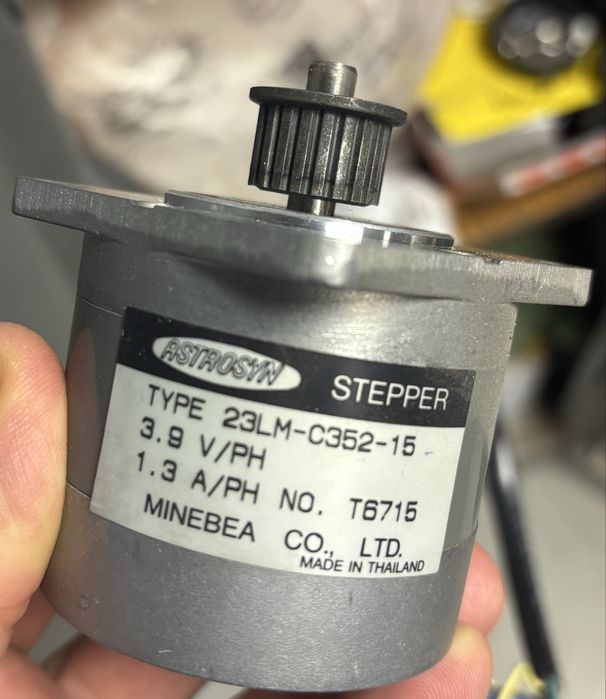 ASTROSYN STEPPER
TYPE 23LM-C352-15
3.9 V/PH
1.3 A/PH NO. T6715
MINEBEA CO., LTD.
MADE IN THAILAND